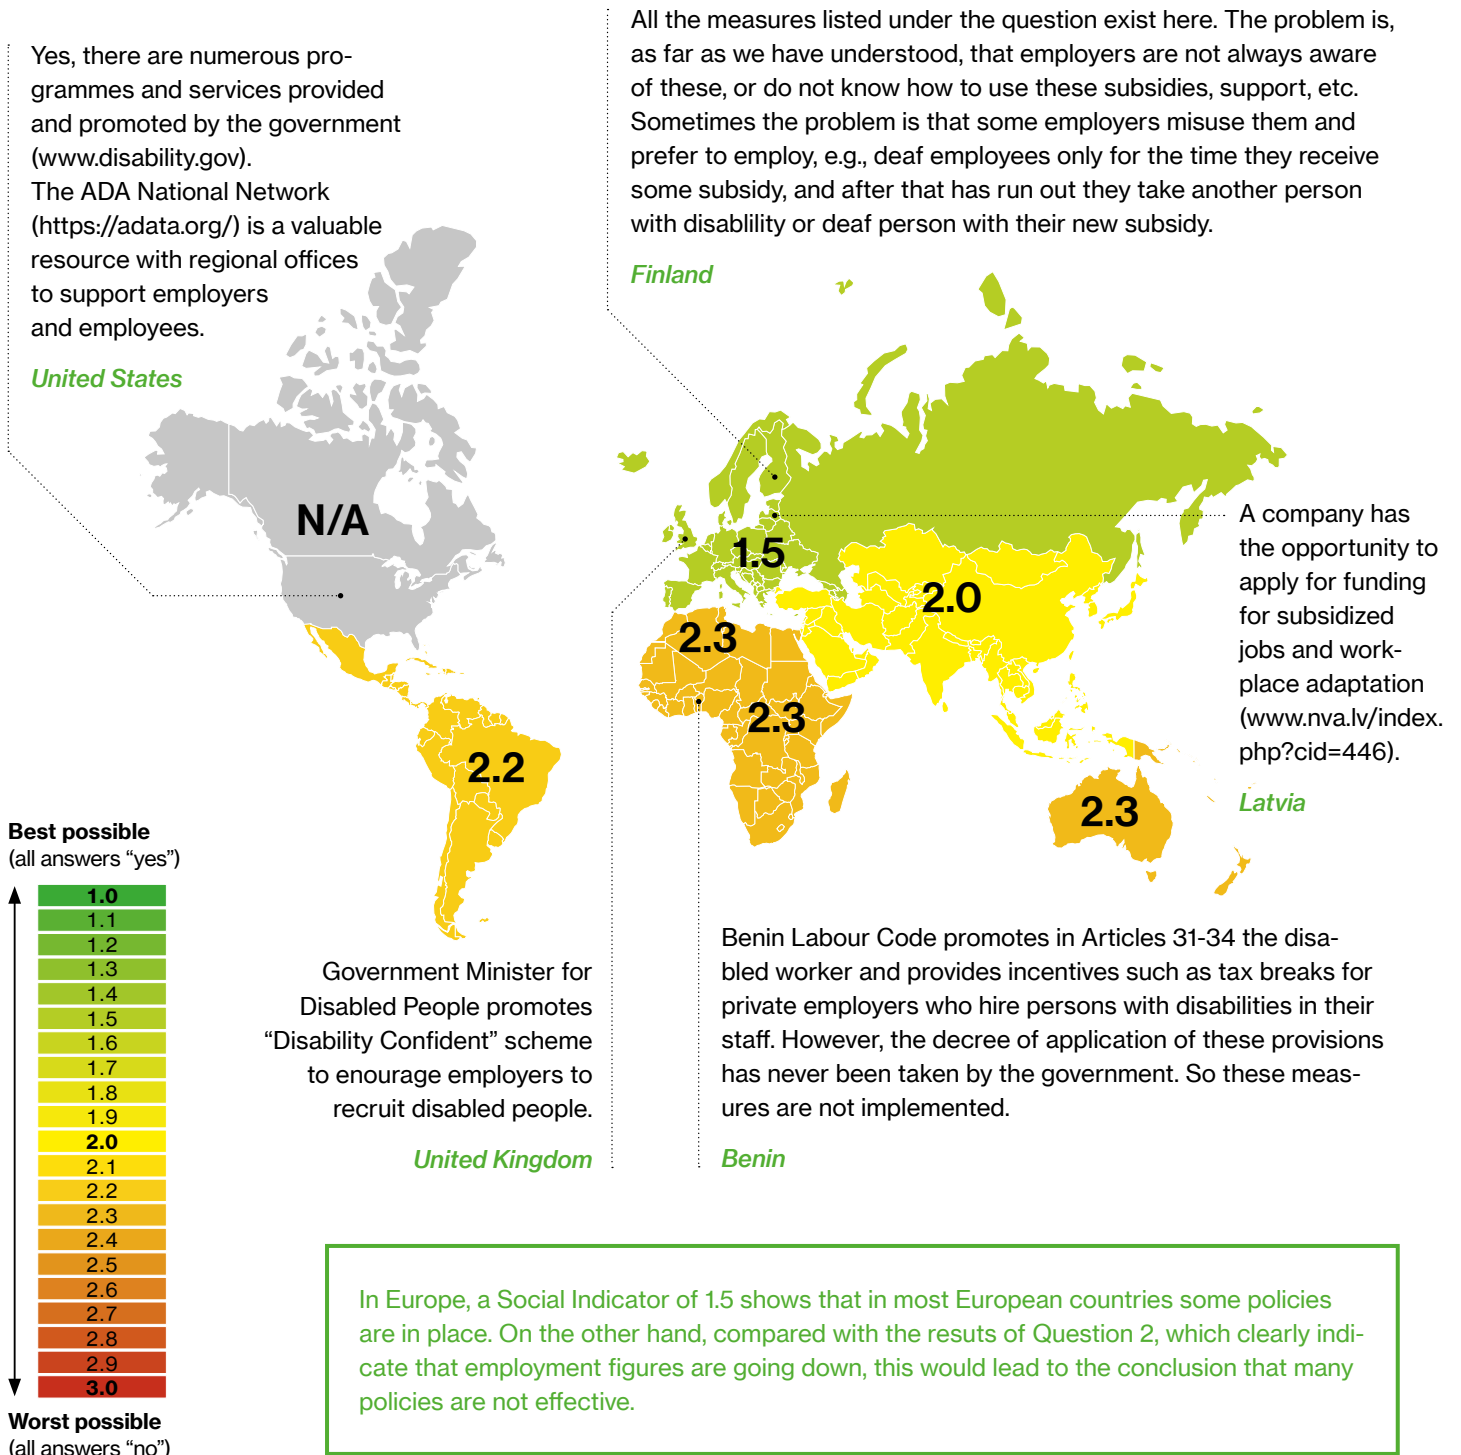 Yes, there are numerous pro-
grammes and services provided
and promoted by the government
(www.disability.gov).
The ADA National Network
(https://adata.org/) is a valuable
resource with regional offices
to support employers
and employees.
United States
All the measures listed under the question exist here. The problem is,
as far as we have understood, that employers are not always aware
of these, or do not know how to use these subsidies, support, etc.
Sometimes the problem is that some employers misuse them and
prefer to employ, e.g., deaf employees only for the time they receive
some subsidy, and after that has run out they take another person
with disablility or deaf person with their new subsidy.
Finland
N/A
1.5
2.0
2.3
2.3
2.2
2.3
A company has
the opportunity to
apply for funding
for subsidized
jobs and work-
place adaptation
(www.nva.lv/index.
php?cid=446).
Latvia
Best possible
(all answers “yes”)
1.0
1.1
1.2
1.3
1.4
1.5
1.6
1.7
1.8
1.9
2.0
2.1
2.2
2.3
2.4
2.5
2.6
2.7
2.8
2.9
3.0
Worst possible
(all answers “no”)
Government Minister for
Disabled People promotes
“Disability Confident” scheme
to enourage employers to
recruit disabled people.
United Kingdom
Benin Labour Code promotes in Articles 31-34 the disa-
bled worker and provides incentives such as tax breaks for
private employers who hire persons with disabilities in their
staff. However, the decree of application of these provisions
has never been taken by the government. So these meas-
ures are not implemented.
Benin
In Europe, a Social Indicator of 1.5 shows that in most European countries some policies
are in place. On the other hand, compared with the resuts of Question 2, which clearly indi-
cate that employment figures are going down, this would lead to the conclusion that many
policies are not effective.